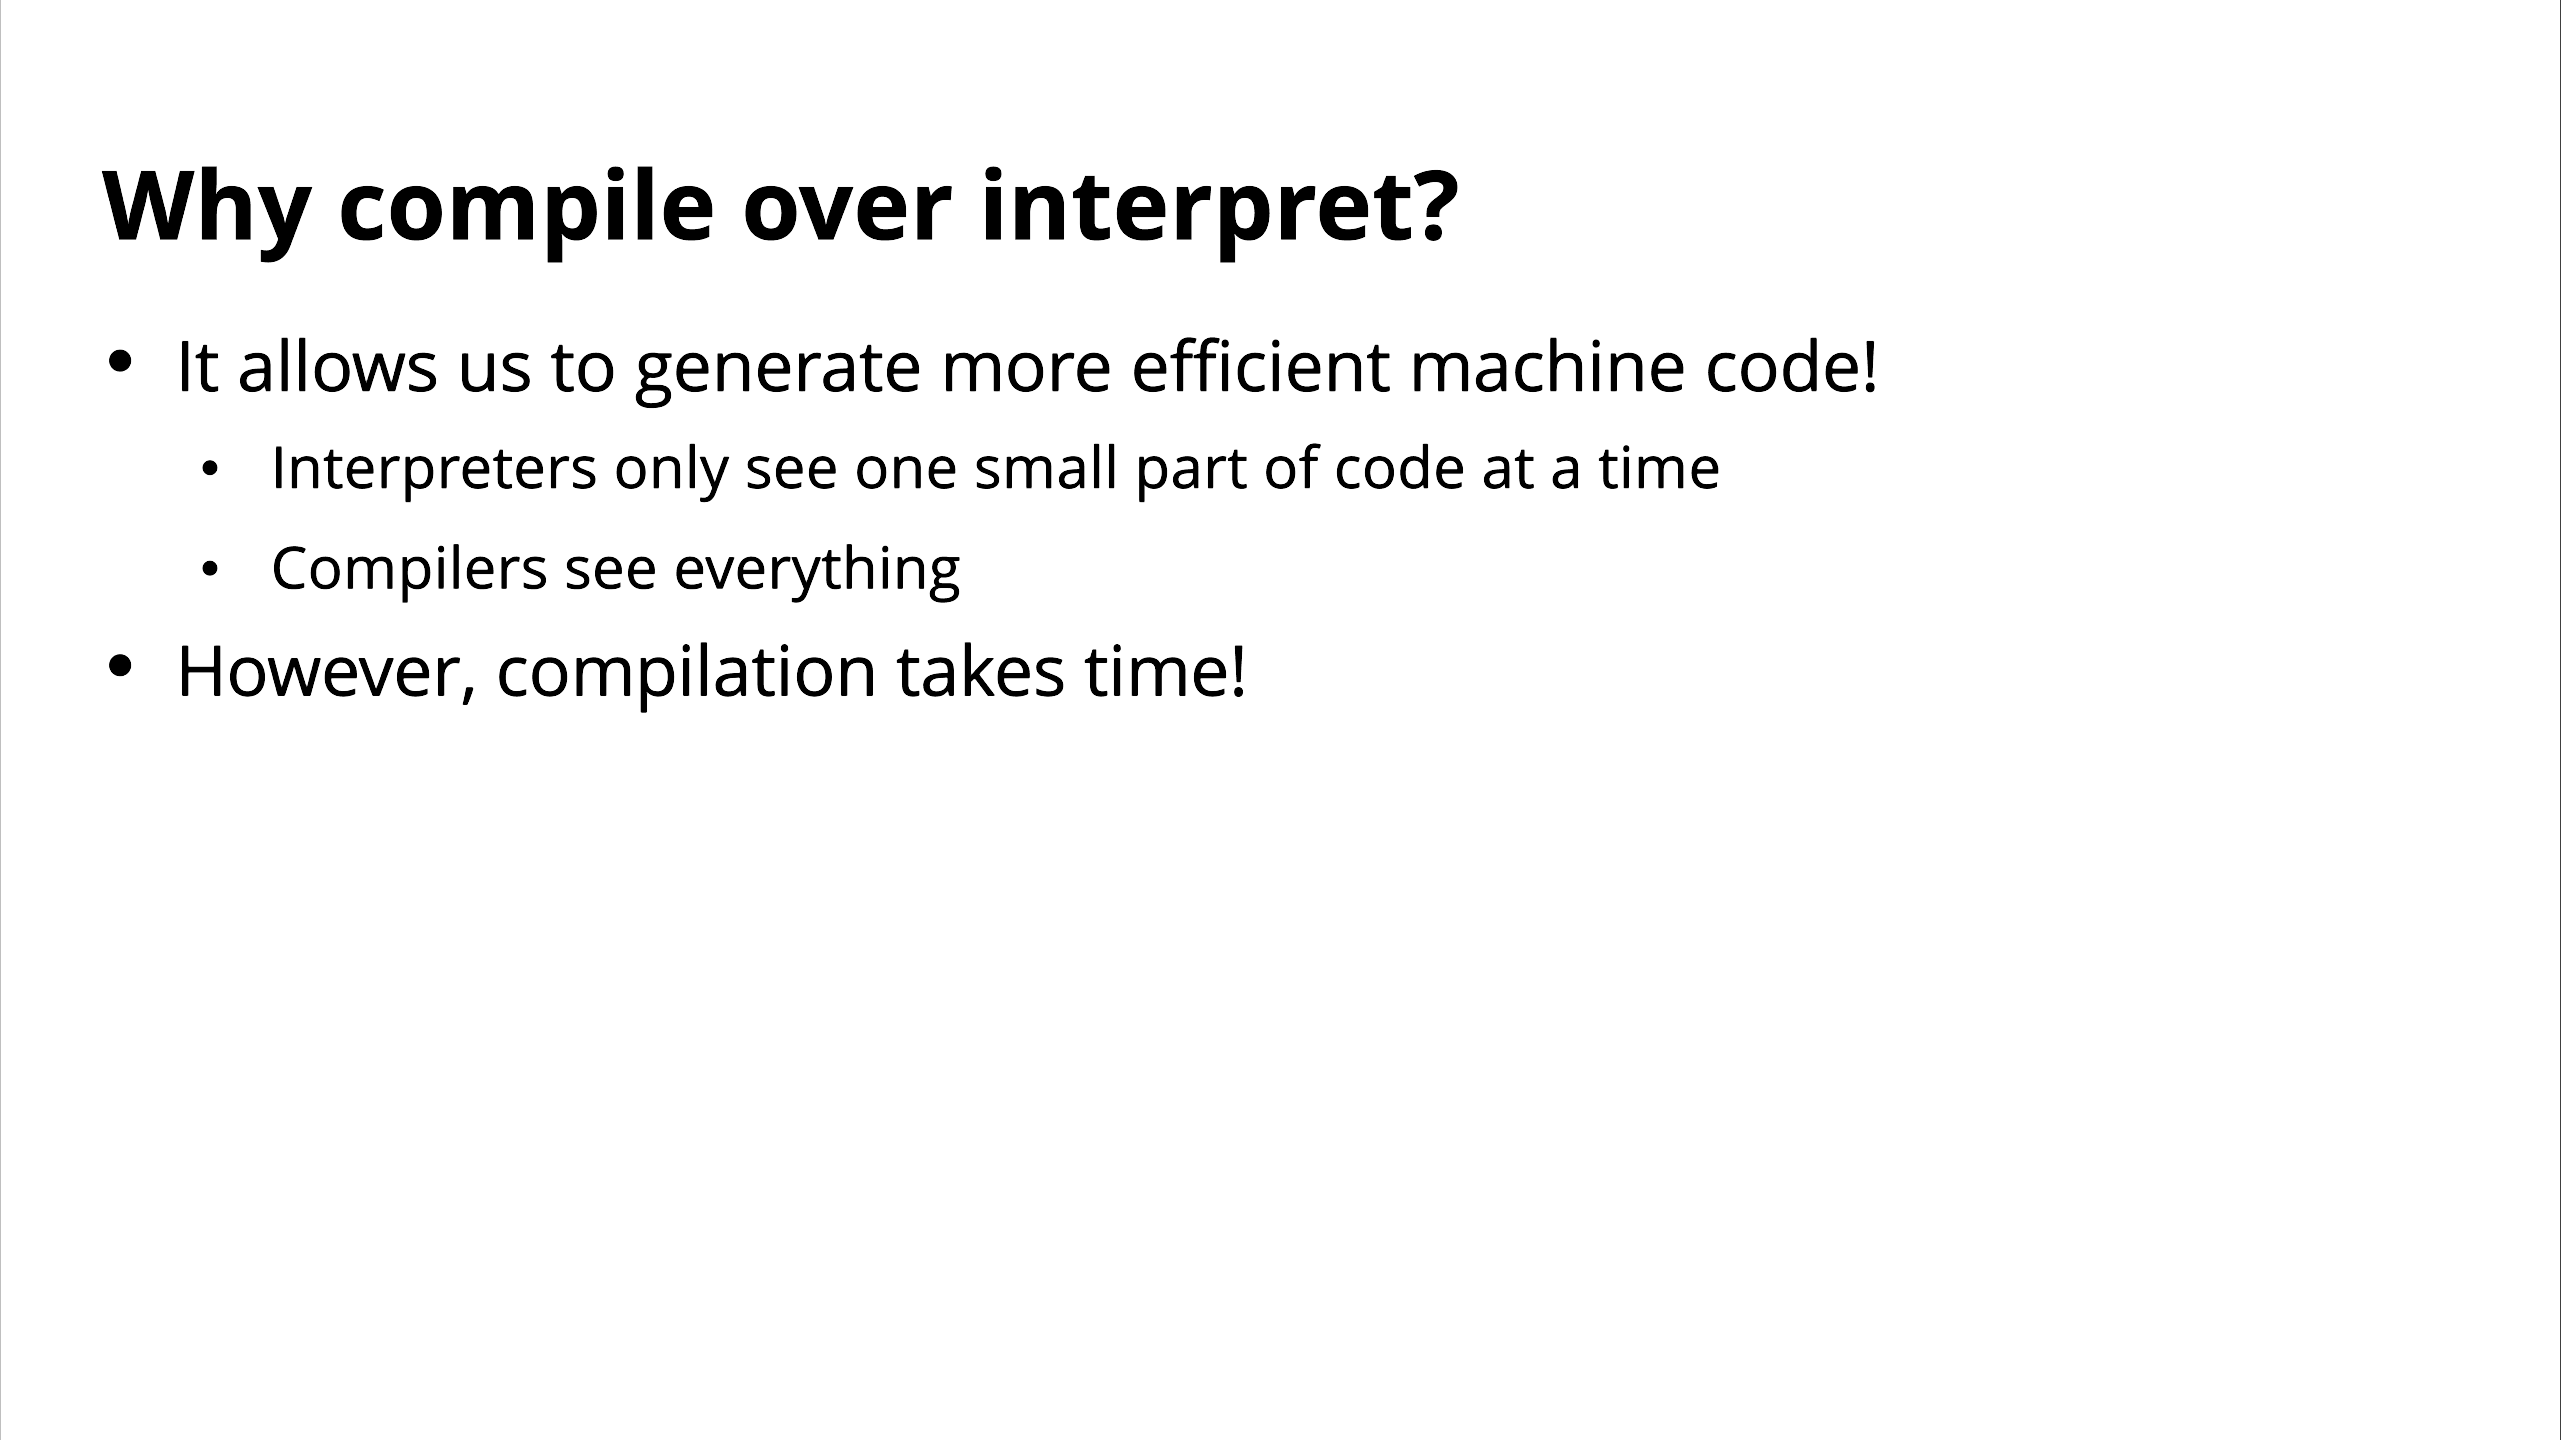 Why compile over interpret?
• It allows us to generate more efficient machine code!
• Interpreters only see one small part of code at a time
• Compilers see everything
• However, compilation takes time!